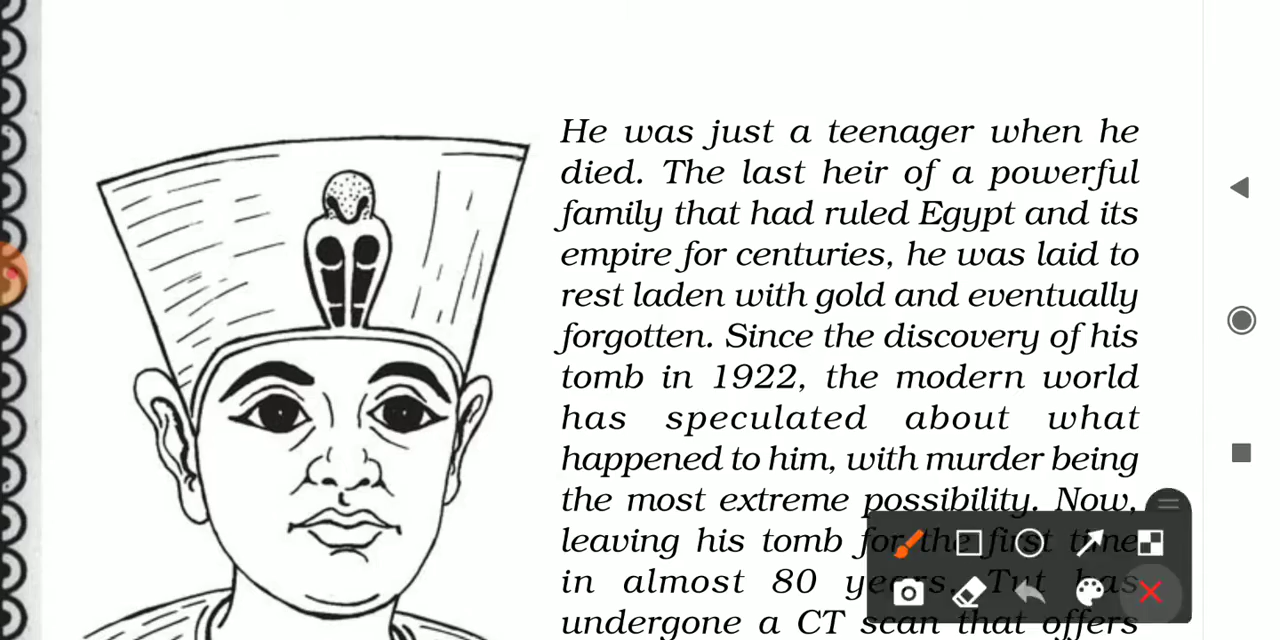 He was just a teenager when he
died. The last heir of a powerful
family that had ruled Egypt and its
empire for centuries, he was laid to
rest laden with gold and eventually
forgotten. Since the discovery of his
tomb in 1922, the modern world
has speculated about what
happened to him, with murder being
the most extreme possibility. Now,
leaving his tomb for the first time
in almost 80 years, Tut has
undergone a CT scan that offers